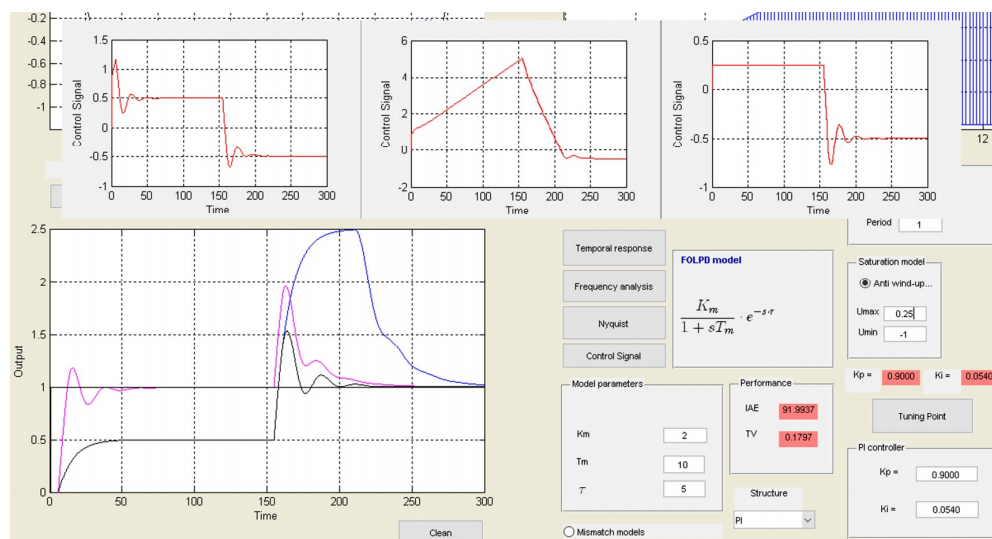 -0.2
-0.4
-0.6
-0.8
-1
1.5
1
0.5
0
-0.5
-1
Control Signal
0 50 100 150 200 250 300
Time
6
4
2
0
-2
Control Signal
0 50 100 150 200 250 300
Time
0.5
0
-0.5
-1
Control Signal
0 50 100 150 200 250 300
Time
12
Period 1
2.5
2
1.5
1
0.5
0
Output
0 50 100 150 200 250 300
Time
Clean
Temporal response
Frequency analysis
Nyquist
Control Signal
FOLPD model
K_m / (1 + sT_m) · e^{-s·τ}
Saturation model
Anti wind-up...
Umax 0.25
Umin -1
Kp = 0.9000 Ki = 0.0540
Tuning Point
Model parameters
Km 2
Tm 10
τ 5
Mismatch models
Performance
IAE 91.9937
TV 0.1797
Structure
PI
PI controller
Kp = 0.9000
Ki = 0.0540